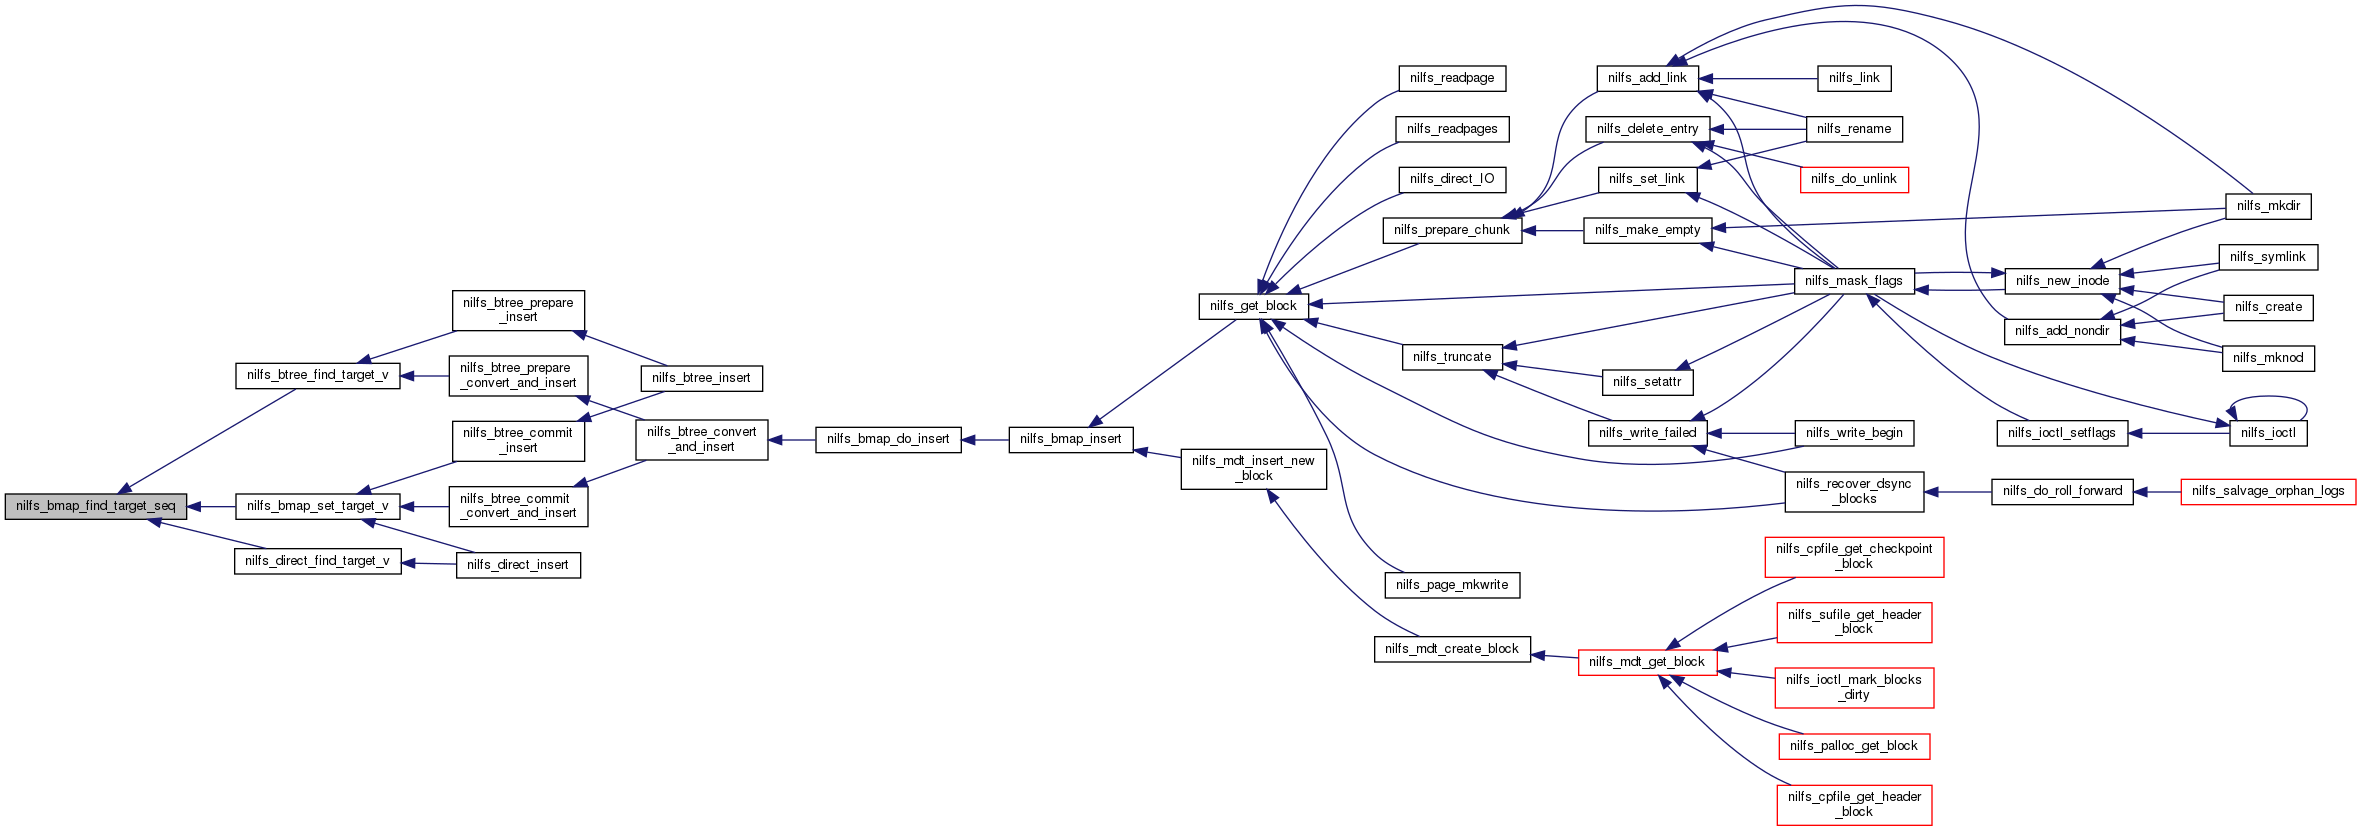 nilfs_bmap_find_target_seq
nilfs_btree_find_target_v
nilfs_bmap_set_target_v
nilfs_direct_find_target_v
nilfs_btree_prepare
_insert
nilfs_btree_prepare
_convert_and_insert
nilfs_btree_commit
_insert
nilfs_btree_commit
_convert_and_insert
nilfs_direct_insert
nilfs_btree_insert
nilfs_btree_convert
_and_insert
nilfs_bmap_do_insert
nilfs_bmap_insert
nilfs_get_block
nilfs_mdt_insert_new
_block
nilfs_readpage
nilfs_readpages
nilfs_direct_IO
nilfs_prepare_chunk
nilfs_truncate
nilfs_page_mkwrite
nilfs_mdt_create_block
nilfs_add_link
nilfs_delete_entry
nilfs_set_link
nilfs_make_empty
nilfs_setattr
nilfs_write_failed
nilfs_mdt_get_block
nilfs_link
nilfs_rename
nilfs_do_unlink
nilfs_mask_flags
nilfs_write_begin
nilfs_recover_dsync
_blocks
nilfs_cpfile_get_checkpoint
_block
nilfs_sufile_get_header
_block
nilfs_ioctl_mark_blocks
_dirty
nilfs_palloc_get_block
nilfs_cpfile_get_header
_block
nilfs_new_inode
nilfs_add_nondir
nilfs_ioctl_setflags
nilfs_do_roll_forward
nilfs_mkdir
nilfs_symlink
nilfs_create
nilfs_mknod
nilfs_ioctl
nilfs_salvage_orphan_logs